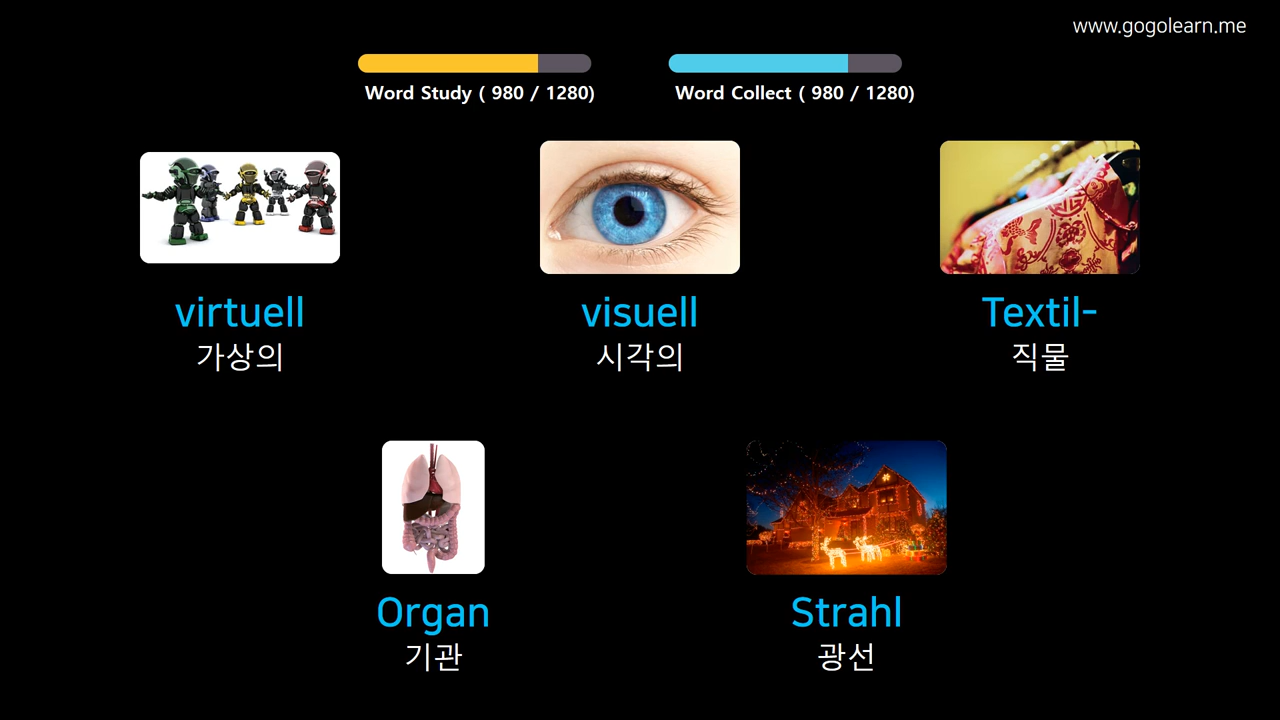 www.gogolearn.me
Word Study ( 980 / 1280)
Word Collect ( 980 / 1280)
virtuell
가상의
visuell
시각의
Textil-
직물
Organ
기관
Strahl
광선